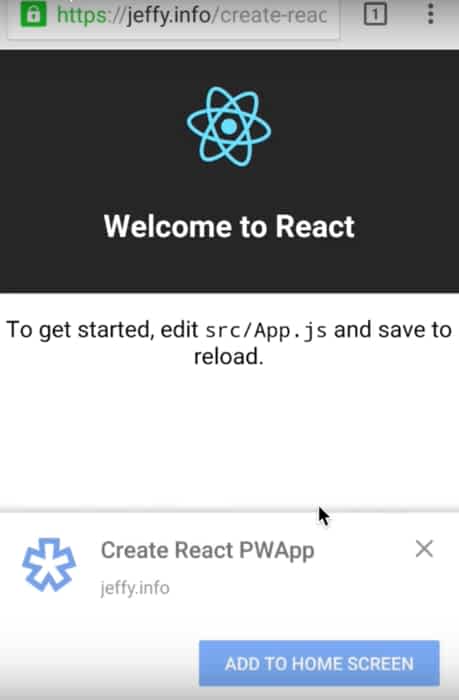 https://jeffy.info/create-reac
1
Welcome to React
To get started, edit src/App.js and save to
reload.
Create React PWApp
jeffy.info
ADD TO HOME SCREEN